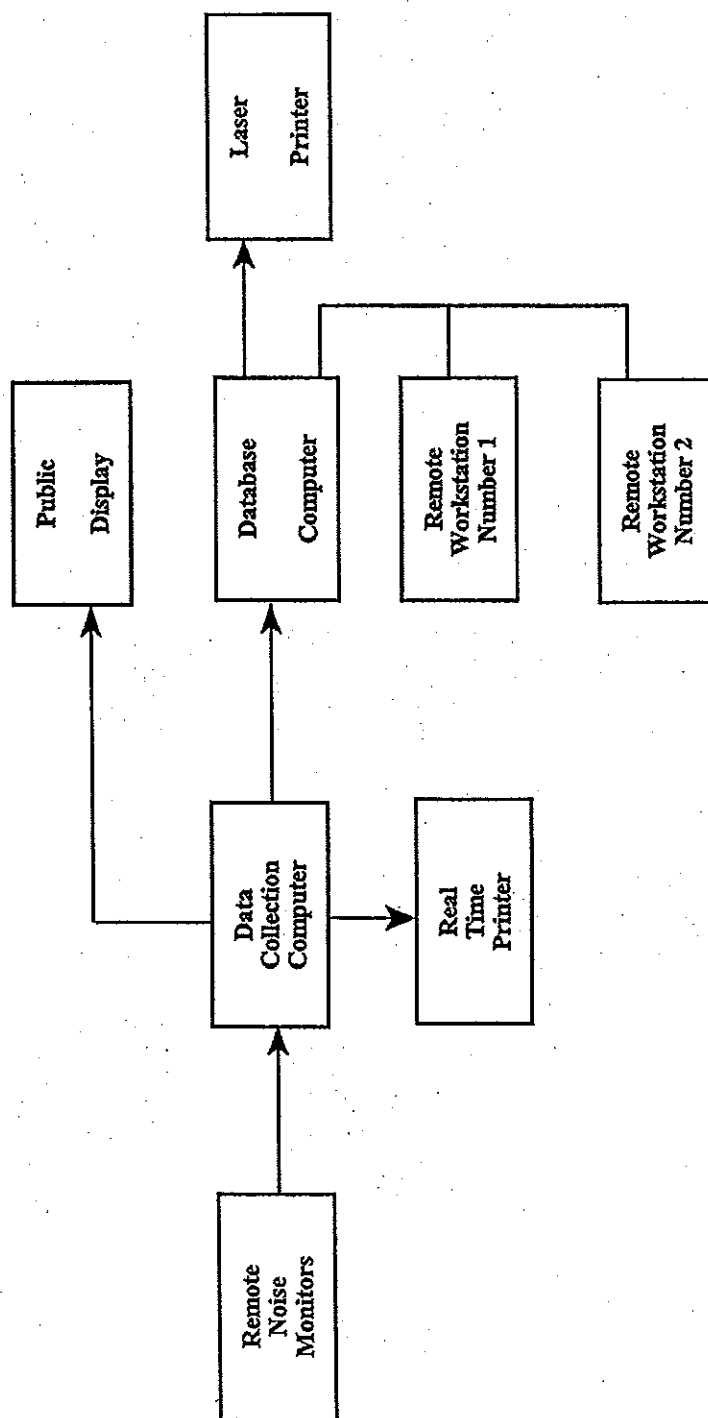 Remote
Noise
Monitors
Data
Collection
Computer
Real
Time
Printer
Public
Display
Database
Computer
Remote
Workstation
Number 1
Remote
Workstation
Number 2
Laser
Printer